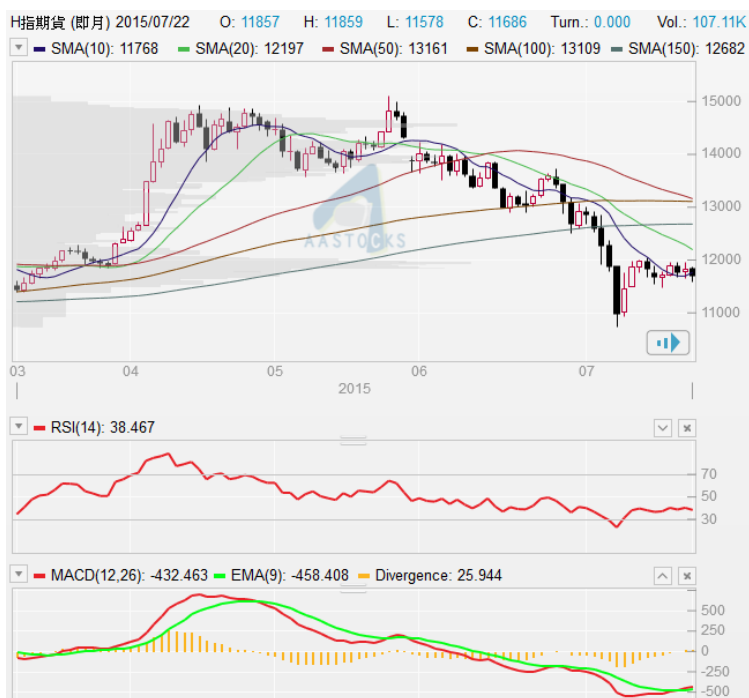 H指期貨 (即月) 2015/07/22 O: 11857 H: 11859 L: 11578 C: 11686 Turn.: 0.000 Vol.: 107.11K
SMA(10): 11768 SMA(20): 12197 SMA(50): 13161 SMA(100): 13109 SMA(150): 12682
15000
14000
13000
AASTOCKS
12000
11000
03 04 05 06 07
2015
RSI(14): 38.467
70
50
30
MACD(12,26): -432.463 EMA(9): -458.408 Divergence: 25.944
500
250
0
-250
-500